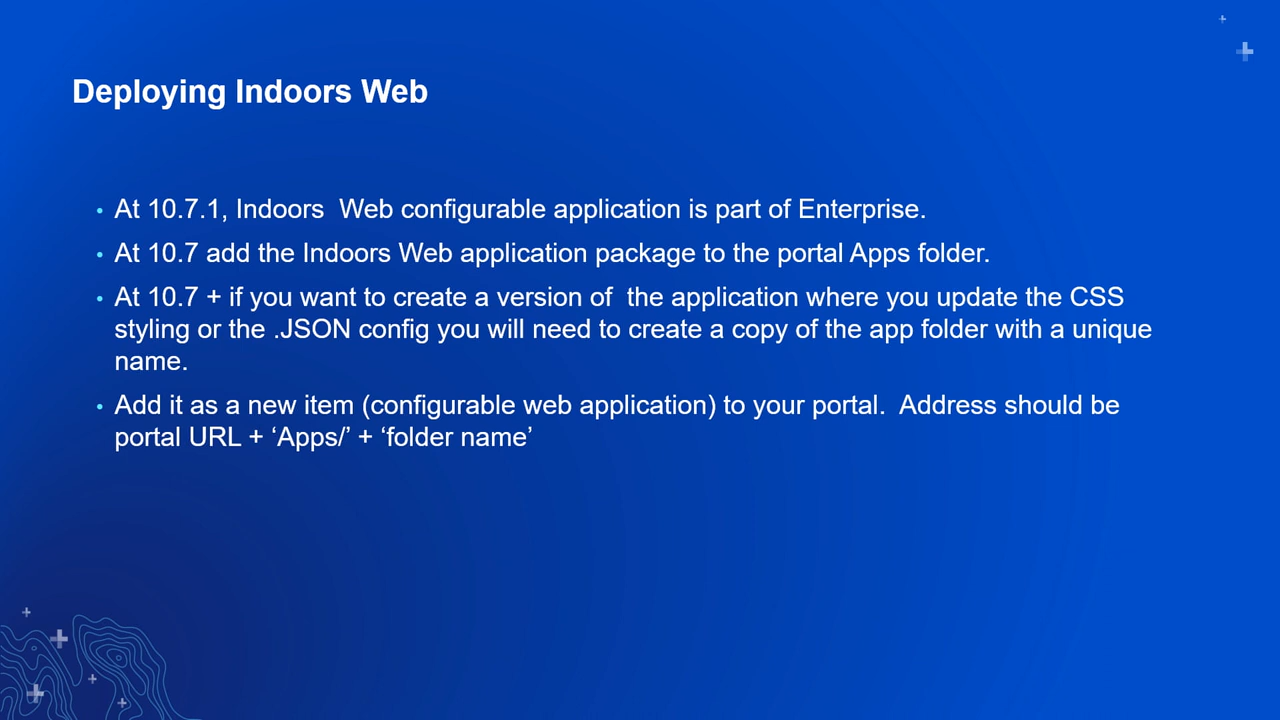 Deploying Indoors Web
• At 10.7.1, Indoors  Web configurable application is part of Enterprise.
• At 10.7 add the Indoors Web application package to the portal Apps folder.
• At 10.7 + if you want to create a version of  the application where you update the CSS
styling or the .JSON config you will need to create a copy of the app folder with a unique
name.
• Add it as a new item (configurable web application) to your portal.  Address should be
portal URL + ‘Apps/’ + ‘folder name’